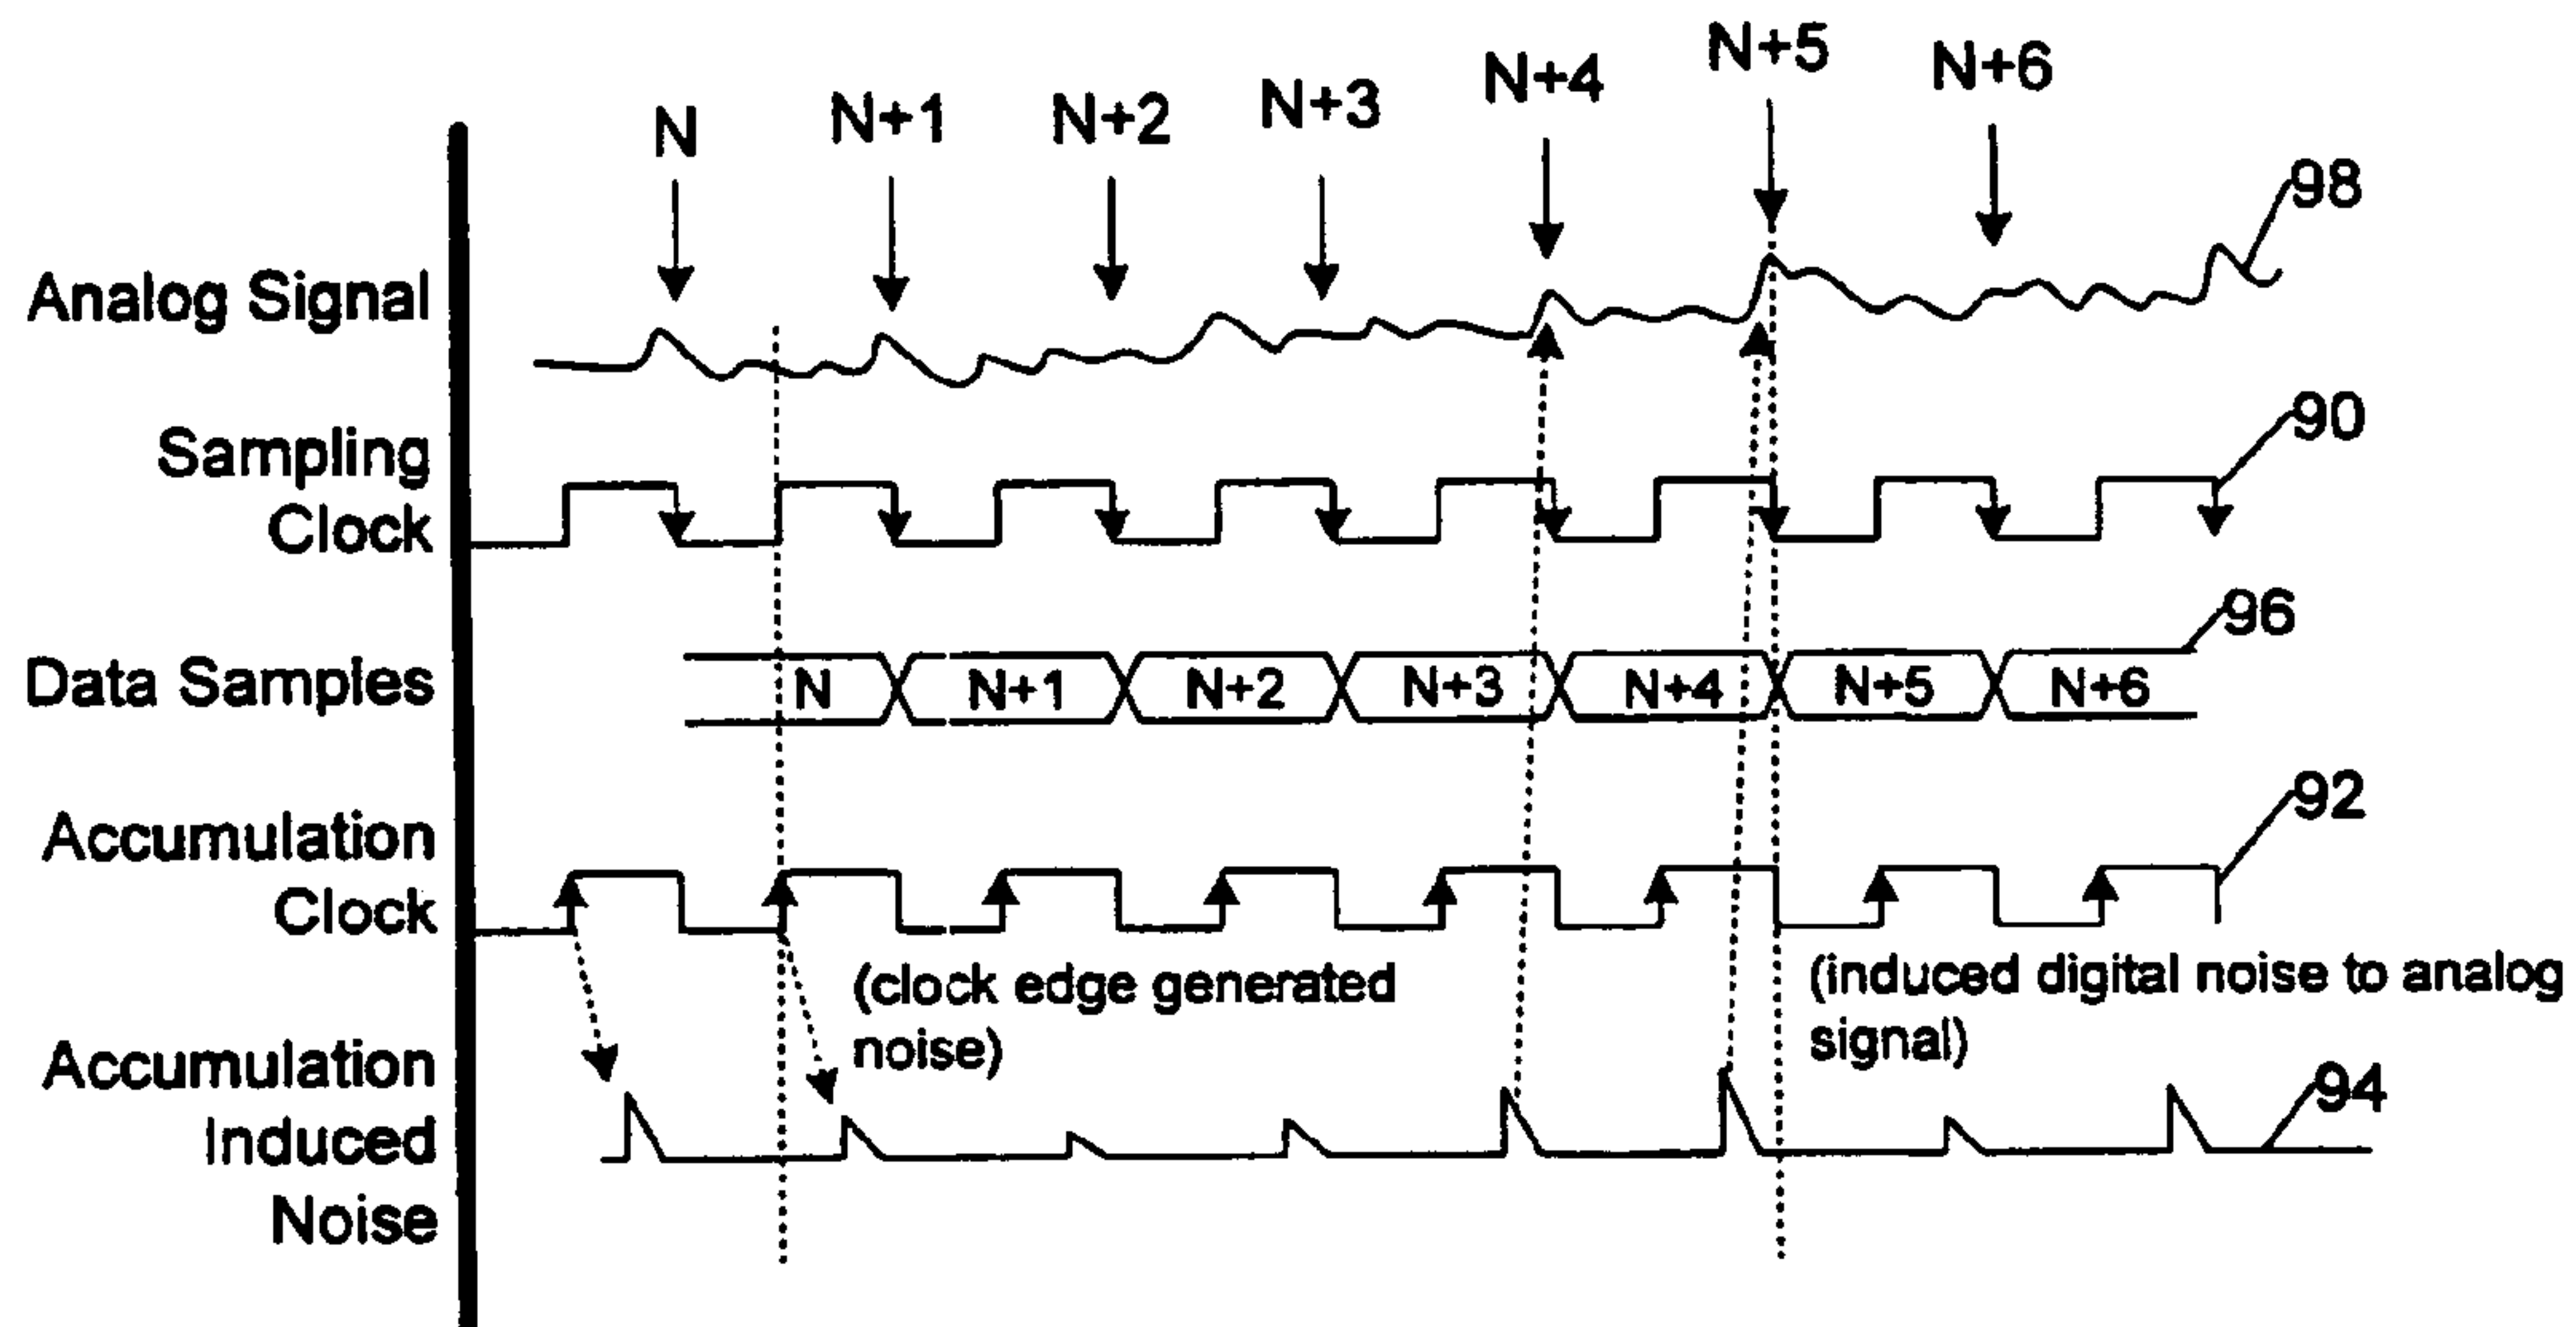 N
N+1
N+2
N+3
N+4
N+5
N+6
98
Analog Signal
90
Sampling
Clock
96
Data Samples
N
N+1
N+2
N+3
N+4
N+5
N+6
92
Accumulation
Clock
(clock edge generated
noise)
(induced digital noise to analog
signal)
94
Accumulation
Induced
Noise